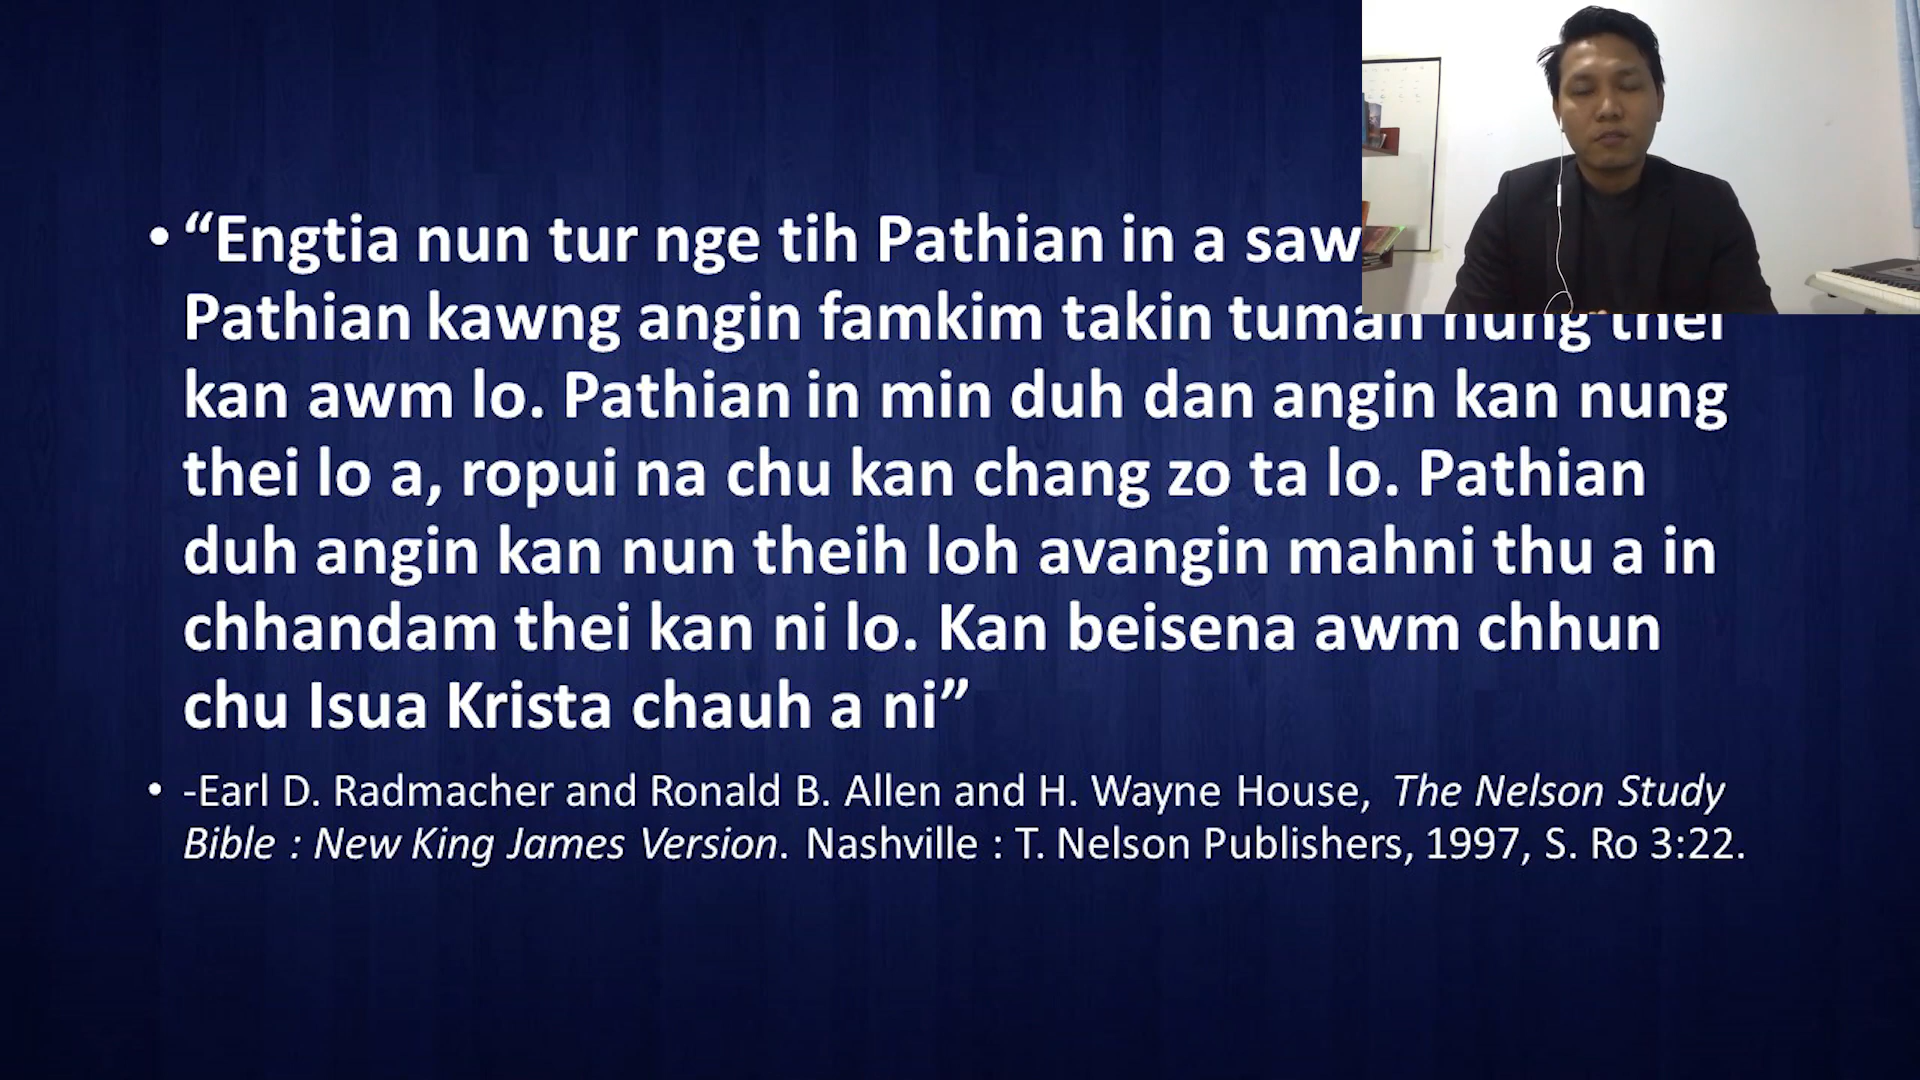 • “Engtia nun tur nge tih Pathian in a saw
Pathian kawng angin famkim takin tumah nung thei
kan awm lo. Pathian in min duh dan angin kan nung
thei lo a, ropui na chu kan chang zo ta lo. Pathian
duh angin kan nun theih loh avangin mahni thu a in
chhandam thei kan ni lo. Kan beisena awm chhun
chu Isua Krista chauh a ni”
• -Earl D. Radmacher and Ronald B. Allen and H. Wayne House, The Nelson Study
Bible : New King James Version. Nashville : T. Nelson Publishers, 1997, S. Ro 3:22.